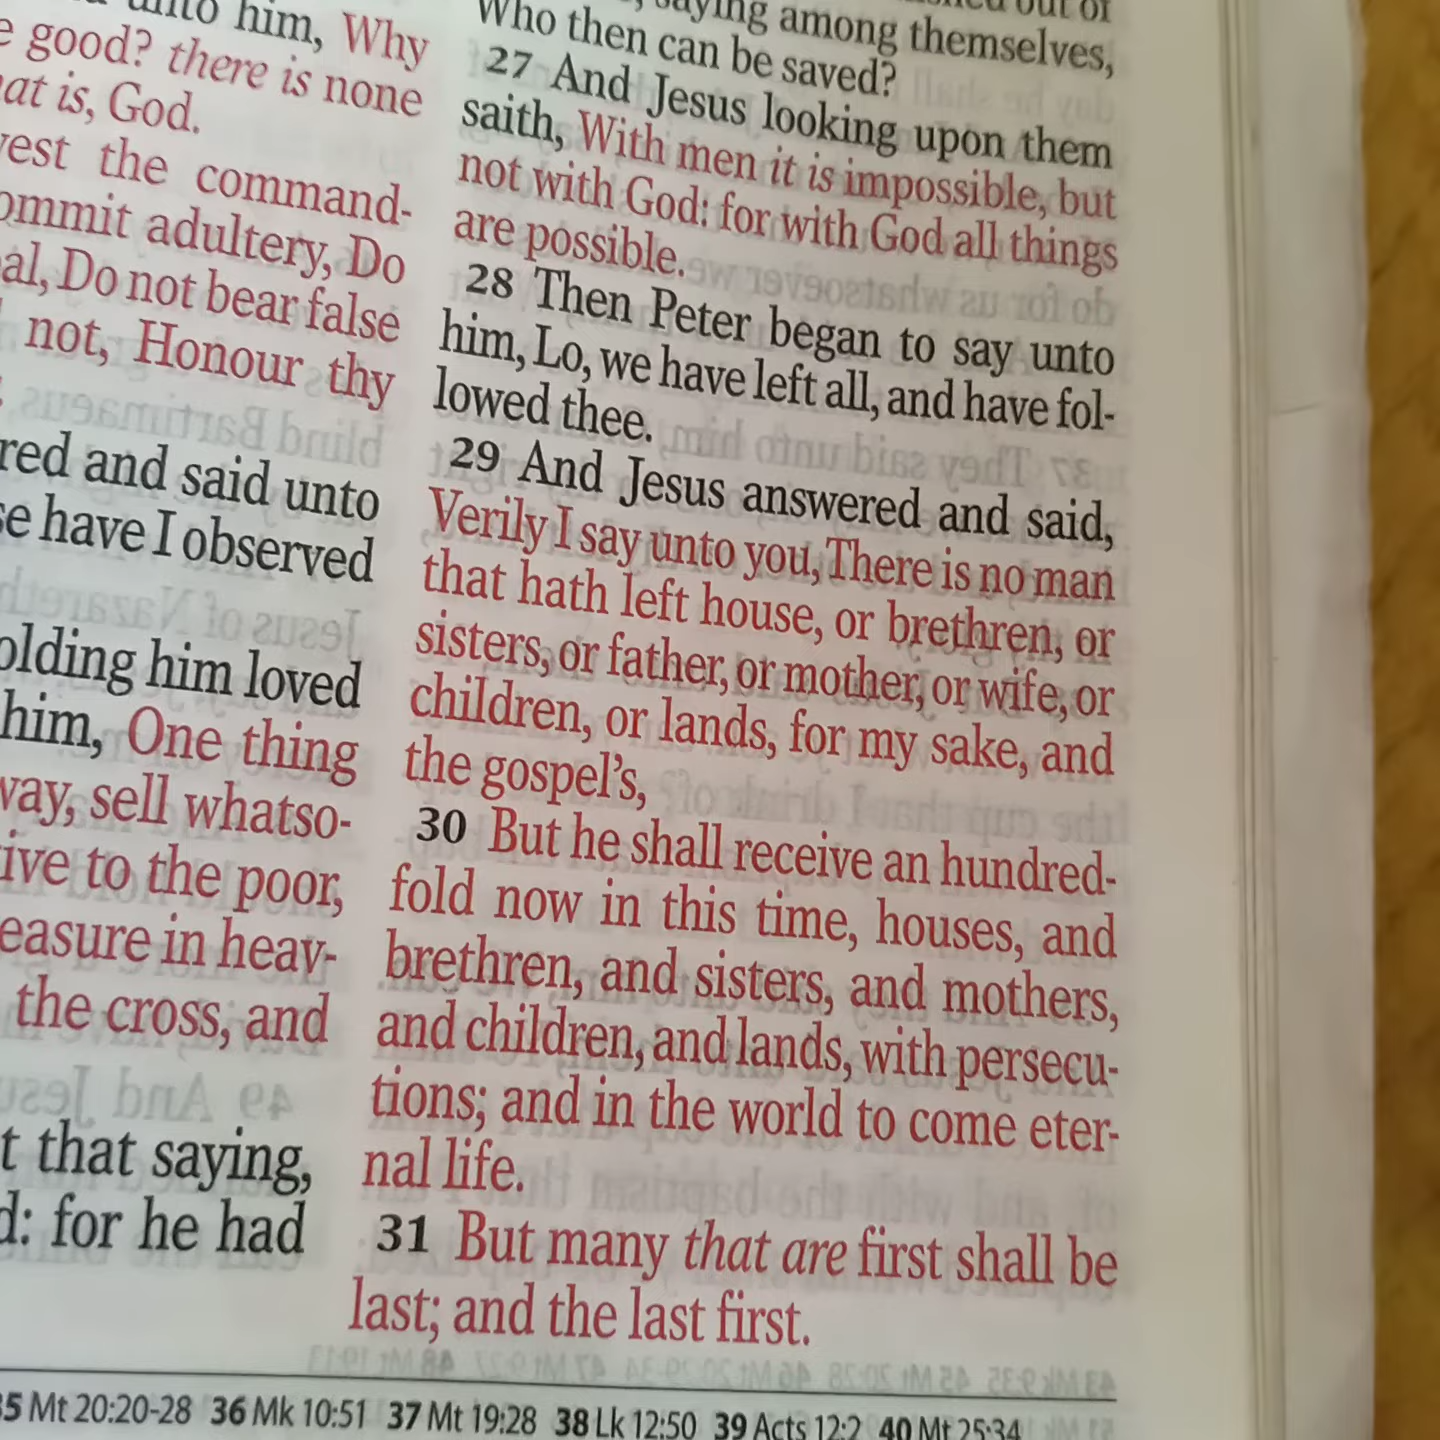 unto him, Why
good? there is none
is, God.
the command-
adultery, Do
Do not bear false
not, Honour thy
and said unto
have I observed
him loved
him, One thing
sell whatso-
to the poor,
in heav-
the cross, and
that saying,
for he had
saying among themselves,
Who then can be saved?
27 And Jesus looking upon them
saith, With men it is impossible, but
not with God: for with God all things
are possible.
28 Then Peter began to say unto
him, Lo, we have left all, and have fol-
lowed thee.
29 And Jesus answered and said,
Verily I say unto you, There is no man
that hath left house, or brethren, or
sisters, or father, or mother, or wife, or
children, or lands, for my sake, and
the gospel's,
30 But he shall receive an hundred-
fold now in this time, houses, and
brethren, and sisters, and mothers,
and children, and lands, with persecu-
tions; and in the world to come eter-
nal life.
31 But many that are first shall be
last; and the last first.
35 Mt 20:20-28 36 Mk 10:51 37 Mt 19:28 38 Lk 12:50 39 Acts 12:2 40 Mt 25:34